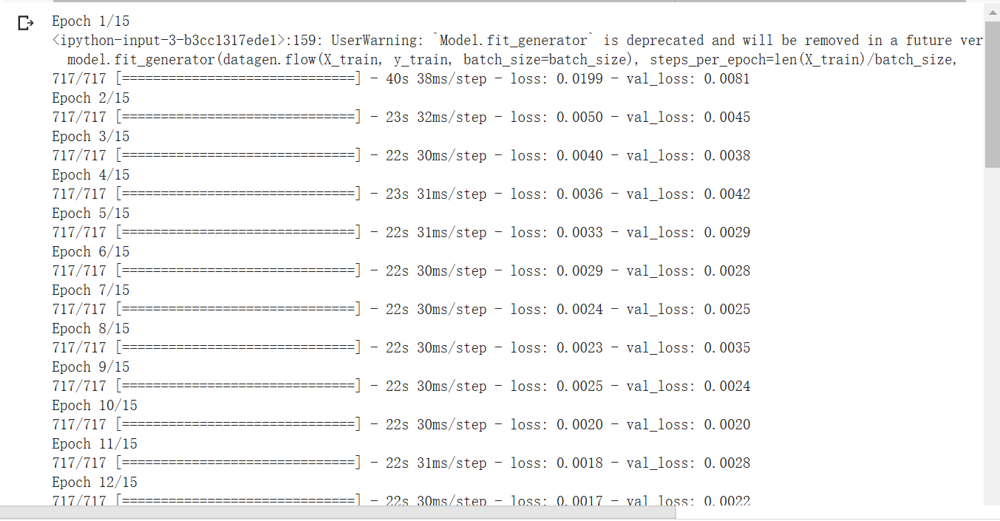 Epoch 1/15
<ipython-input-3-b3cc1317ede1>:159: UserWarning: `Model.fit_generator` is deprecated and will be removed in a future ver
model.fit_generator(datagen.flow(X_train, y_train, batch_size=batch_size), steps_per_epoch=len(X_train)/batch_size,
717/717 [==============================] - 40s 38ms/step - loss: 0.0199 - val_loss: 0.0081
Epoch 2/15
717/717 [==============================] - 23s 32ms/step - loss: 0.0050 - val_loss: 0.0045
Epoch 3/15
717/717 [==============================] - 22s 30ms/step - loss: 0.0040 - val_loss: 0.0038
Epoch 4/15
717/717 [==============================] - 23s 31ms/step - loss: 0.0036 - val_loss: 0.0042
Epoch 5/15
717/717 [==============================] - 22s 31ms/step - loss: 0.0033 - val_loss: 0.0029
Epoch 6/15
717/717 [==============================] - 22s 30ms/step - loss: 0.0029 - val_loss: 0.0028
Epoch 7/15
717/717 [==============================] - 22s 30ms/step - loss: 0.0024 - val_loss: 0.0025
Epoch 8/15
717/717 [==============================] - 22s 30ms/step - loss: 0.0023 - val_loss: 0.0035
Epoch 9/15
717/717 [==============================] - 22s 30ms/step - loss: 0.0025 - val_loss: 0.0024
Epoch 10/15
717/717 [==============================] - 22s 30ms/step - loss: 0.0020 - val_loss: 0.0020
Epoch 11/15
717/717 [==============================] - 22s 31ms/step - loss: 0.0018 - val_loss: 0.0028
Epoch 12/15
717/717 [==============================] - 22s 30ms/step - loss: 0.0017 - val_loss: 0.0022